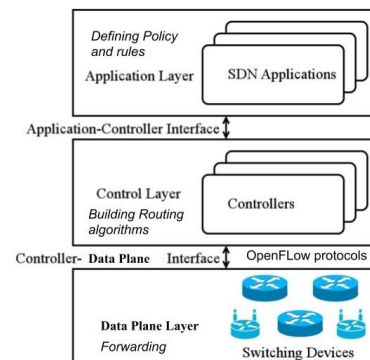 Defining Policy
and rules
Application Layer
SDN Applications
Application-Controller Interface
Control Layer
Building Routing
algorithms
Controllers
Controller- Data Plane Interface
OpenFLow protocols
Data Plane Layer
Forwarding
Switching Devices